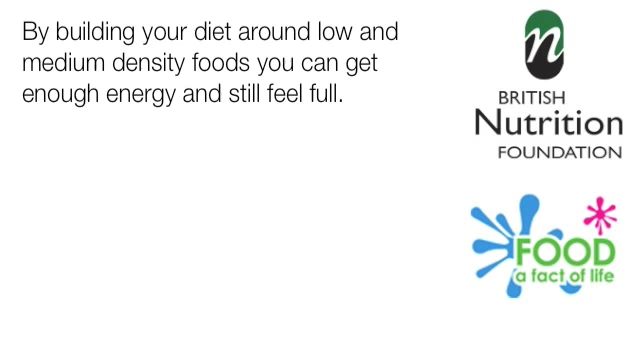 By building your diet around low and
medium density foods you can get
enough energy and still feel full.
n
BRITISH
Nutrition
FOUNDATION
FOOD
a fact of life